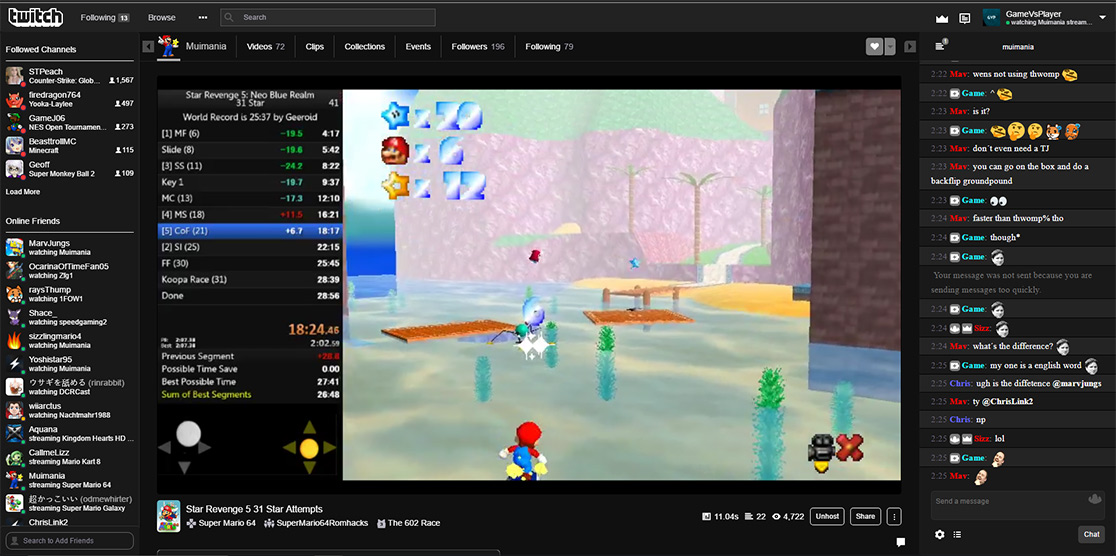 twitch
Following 13
Browse
Search
GameVsPlayer
watching Muimania stream...
Followed Channels
STPeach
Counter-Strike: Glob... 1,567
firedragon764
Yooka-Laylee 497
GameJ06
NES Open Tournamen... 273
BeasttrollMC
Minecraft 115
Geoff
Super Monkey Ball 2 109
Load More
Online Friends
MarvJungs
watching Muimania
OcarinaOfTimeFan05
watching Zfg1
raysThump
watching 1FOW1
Shace_
watching speedgaming2
sizzlingmario4
watching Muimania
Yoshistar95
watching Muimania
ウサギを舐める (rinrabbit)
watching DCRCast
wiiarctus
watching Nachtmahr1988
Aquana
streaming Kingdom Hearts HD ...
CallmeLizz
streaming Mario Kart 8
Muimania
streaming Super Mario 64
超かっこいい (odmewhirter)
streaming Super Mario Galaxy
ChrisLink2
Search to Add Friends
Muimania
Videos 72
Clips
Collections
Events
Followers 196
Following 79
Star Revenge 5: Neo Blue Realm
31 Star 41
World Record is 25:37 by Geeroid
[1] MF (6) −19.5 4:17
Slide (8) −19.6 5:42
[3] SS (11) −24.2 8:22
Key 1 −19.7 9:37
MC (13) −17.3 12:10
[4] MS (18) +11.5 16:21
[5] CoF (21) +6.7 18:17
[2] SI (25) 22:15
FF (30) 25:45
Koopa Race (31) 28:39
Done 28:56
18:24.46
2:02.59
Previous Segment +28.8
Possible Time Save 0.00
Best Possible Time 27:41
Sum of Best Segments 26:48
Star Revenge 5 31 Star Attempts
Super Mario 64
SuperMario64Romhacks
The 602 Race
11.04s
22
4,722
Unhost
Share
1
muimania
2:22 Mav: wens not using thwomp
2:22 Game: ^
2:23 Mav: is it?
2:23 Game:
2:23 Mav: don´t even need a TJ
2:23 Mav: you can go on the box and do a
backflip groundpound
2:23 Game:
2:24 Mav: faster than thwomp% tho
2:24 Game: though*
2:24 Game:
Your message was not sent because you are
sending messages too quickly.
2:24 Game:
2:24 Sizz:
2:24 Mav: what´s the difference?
2:24 Game: my one is a english word
2:25 Chris: ugh is the diffetence @marvjungs
2:25 Mav: ty @ChrisLink2
2:25 Chris: np
2:25 Sizz: lol
2:25 Game:
2:25 Mav:
Send a message
Chat